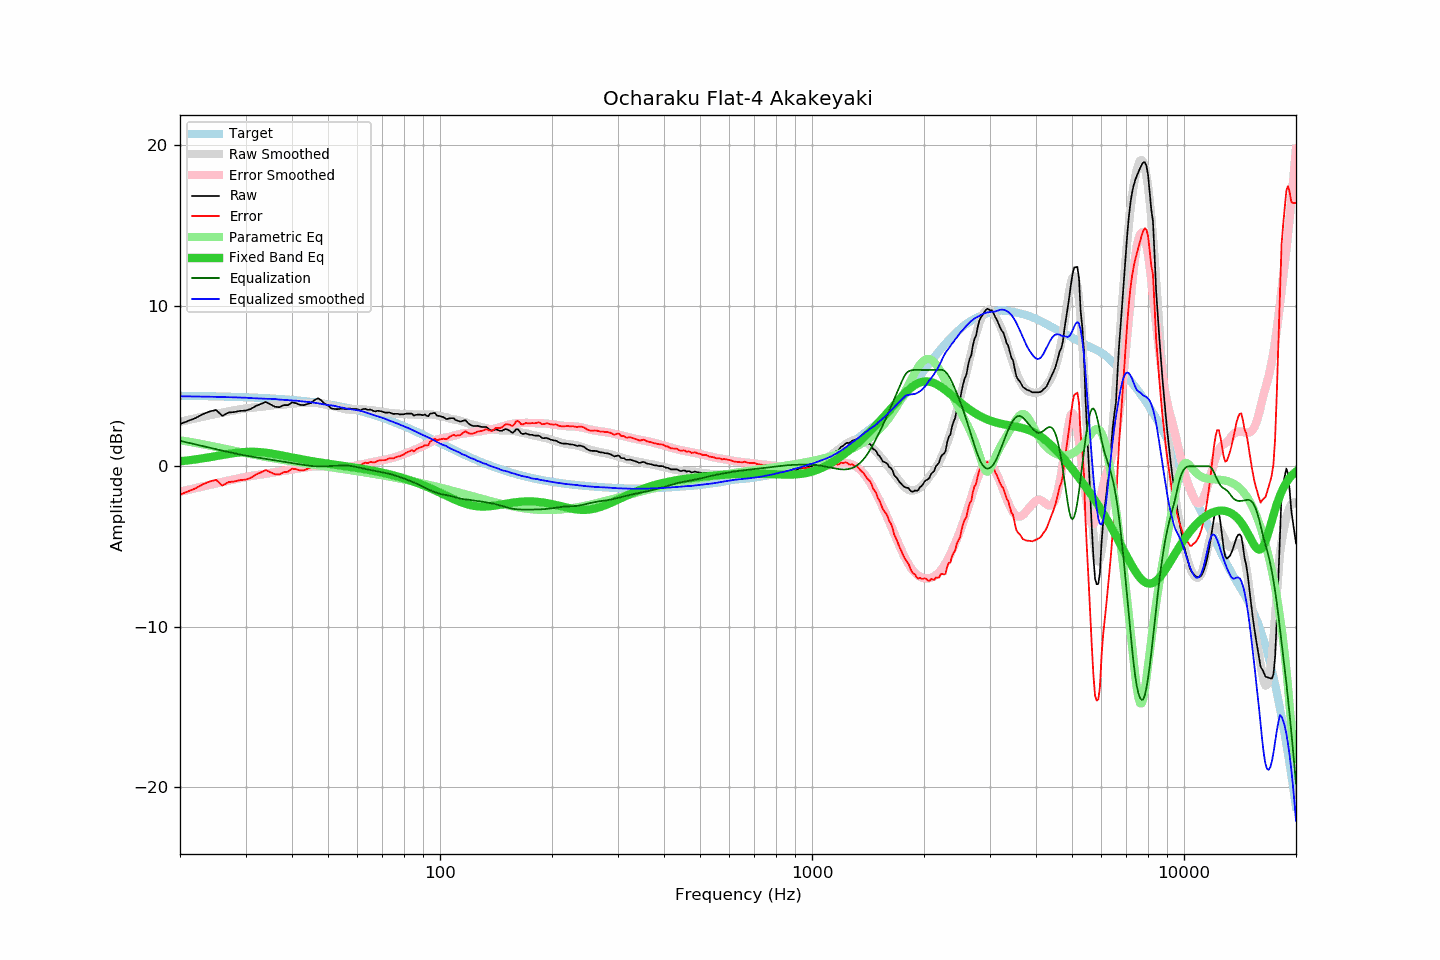 Ocharaku Flat-4 Akakeyaki
Target
Raw Smoothed
Error Smoothed
Raw
Error
Parametric Eq
Fixed Band Eq
Equalization
Equalized smoothed
20
10
0
−10
−20
Amplitude (dBr)
100
1000
10000
Frequency (Hz)